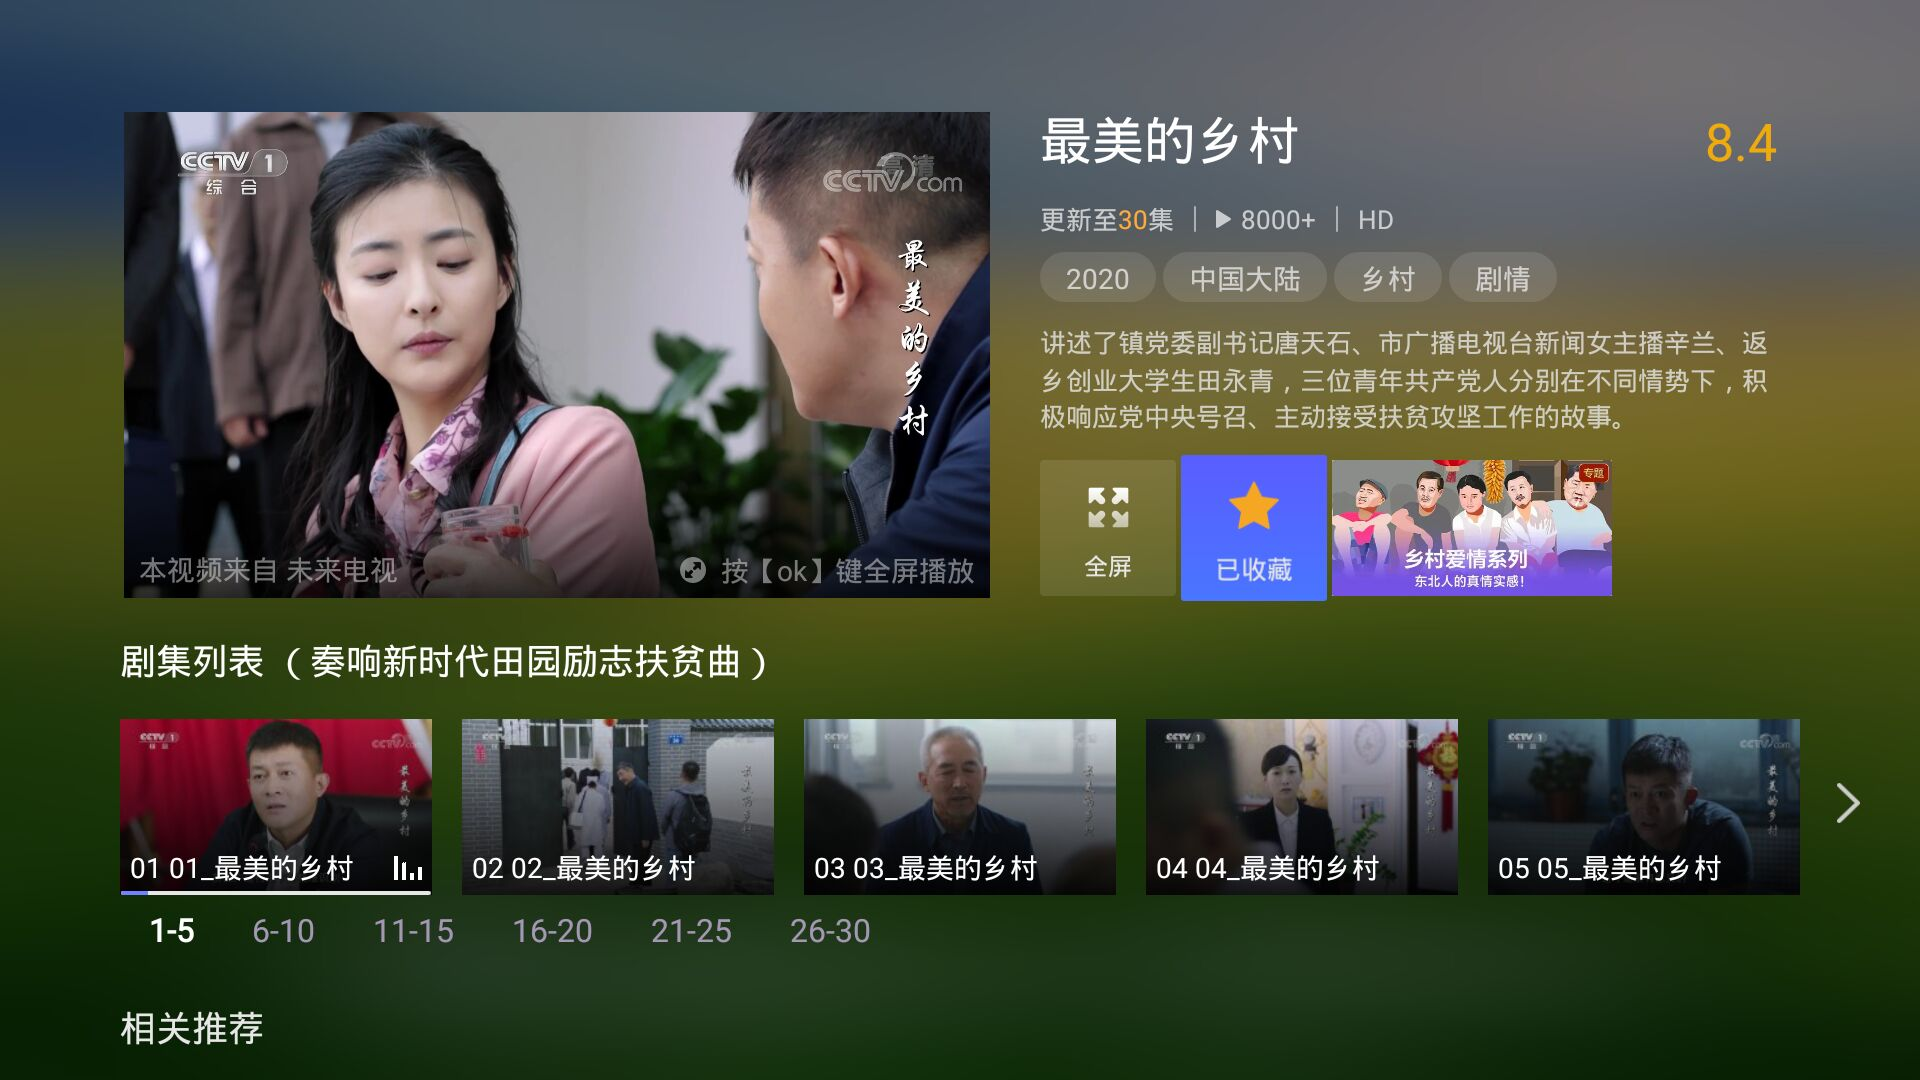 CCTV 1
综合
高清
CCTV.com
最美的乡村
本视频来自 未来电视
按【ok】键全屏播放
最美的乡村
8.4
更新至30集
8000+
HD
2020
中国大陆
乡村
剧情
讲述了镇党委副书记唐天石、市广播电视台新闻女主播辛兰、返
乡创业大学生田永青，三位青年共产党人分别在不同情势下，积
极响应党中央号召、主动接受扶贫攻坚工作的故事。
全屏
已收藏
专题
乡村爱情系列
东北人的真情实感！
剧集列表（奏响新时代田园励志扶贫曲）
01 01_最美的乡村
02 02_最美的乡村
03 03_最美的乡村
04 04_最美的乡村
05 05_最美的乡村
1-5
6-10
11-15
16-20
21-25
26-30
相关推荐